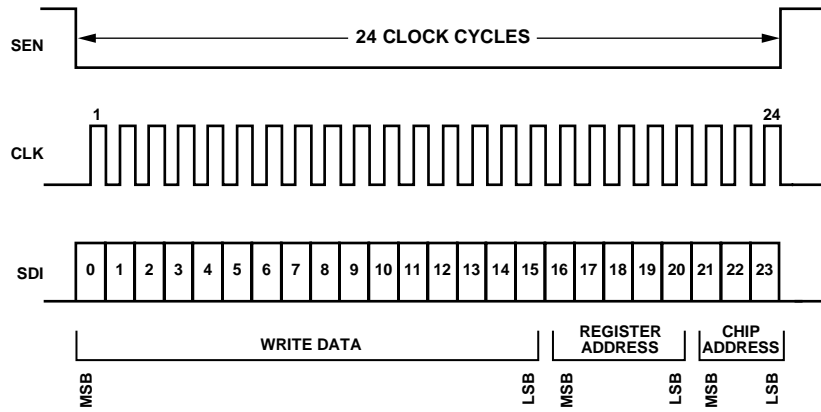 SEN
24 CLOCK CYCLES
1
24
CLK
SDI
0 1 2 3 4 5 6 7 8 9 10 11 12 13 14 15 16 17 18 19 20 21 22 23
WRITE DATA
REGISTER
ADDRESS
CHIP
ADDRESS
MSB
LSB
MSB
LSB
MSB
LSB